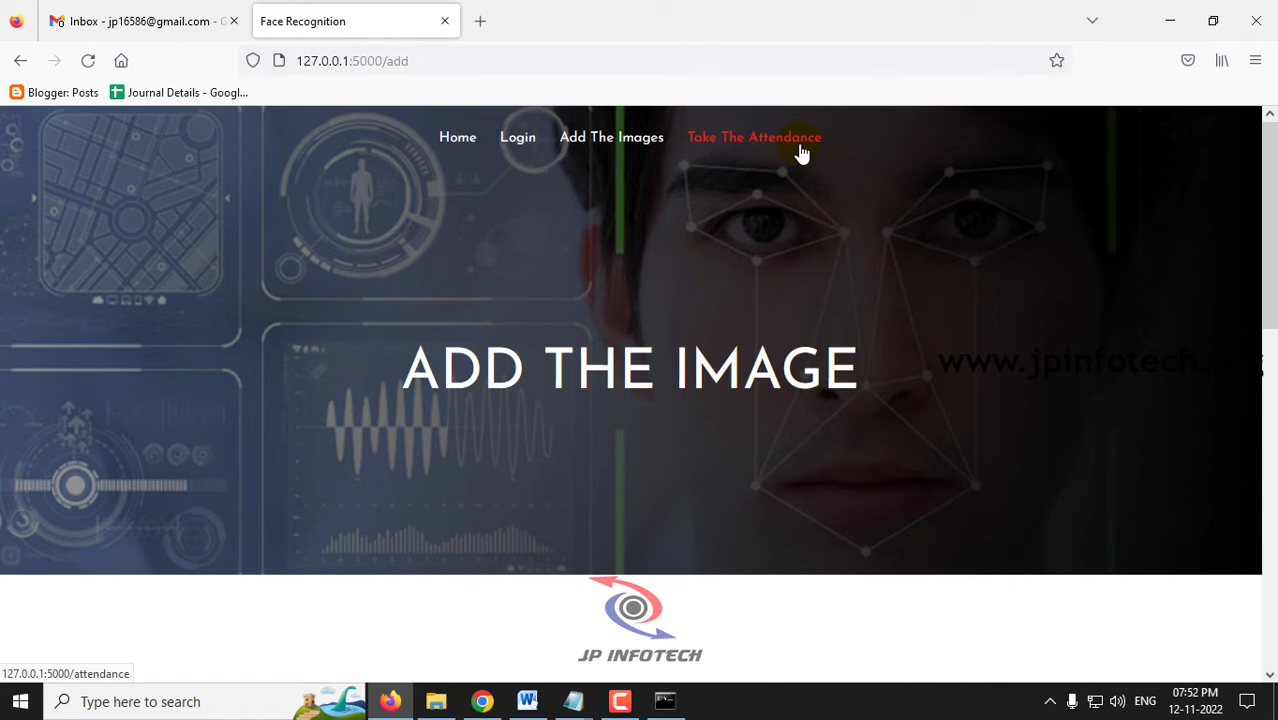 Inbox - jp16586@gmail.com - G
Face Recognition
127.0.0.1:5000/add
Blogger: Posts
Journal Details - Googl...
Home
Login
Add The Images
Take The Attendance
ADD THE IMAGE
www.jpinfotech.
JP INFOTECH
127.0.0.1:5000/attendance
Type here to search
ENG
07:52 PM
12-11-2022